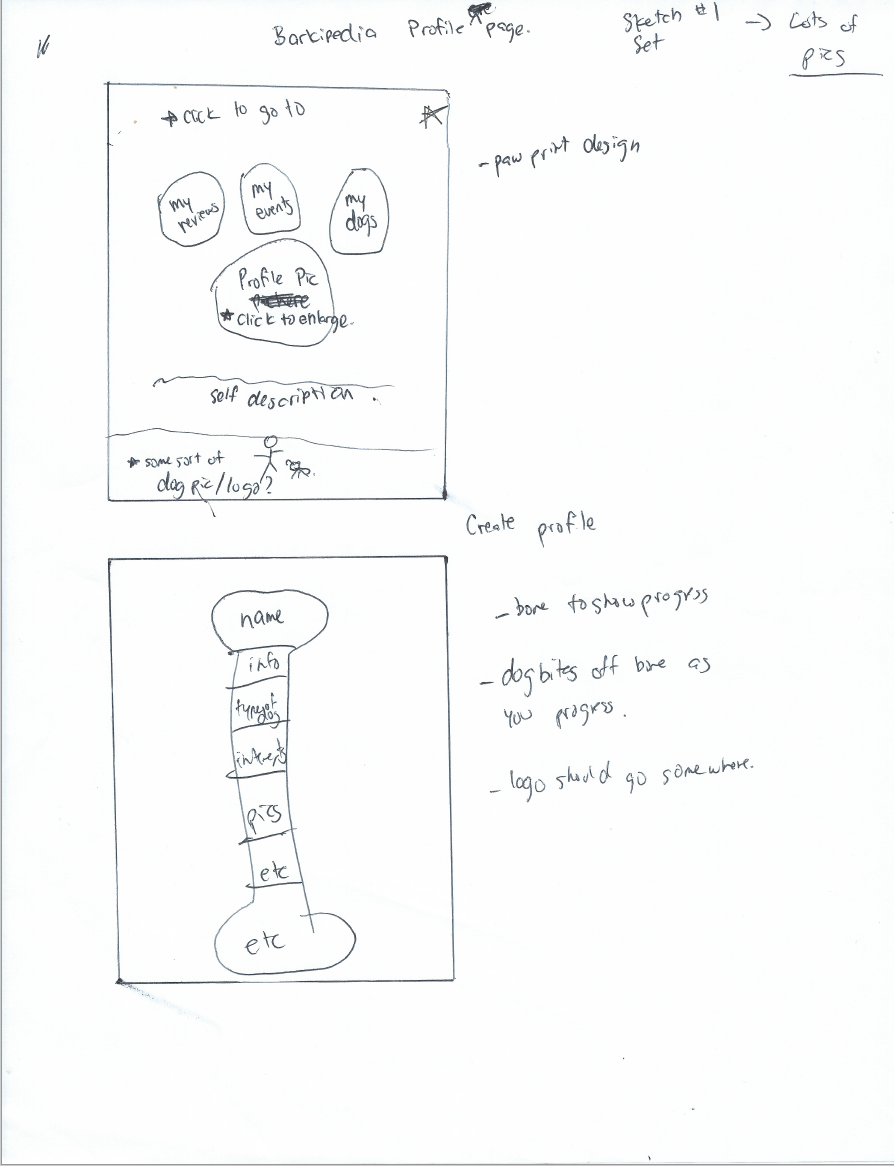 Barkipedia Profile page.
Sketch #1 → Lots of
Set pics
★ click to go to
- paw print design
my
reviews
my
events
my
dogs
Profile Pic
★ click to enlarge.
self description.
★ some sort of
dog pic/logo?
Create profile
name
info
type of
dog
interests
pics
etc
etc
- bone to show progress
- dog bites off bone as
you progress.
- logo should go somewhere.